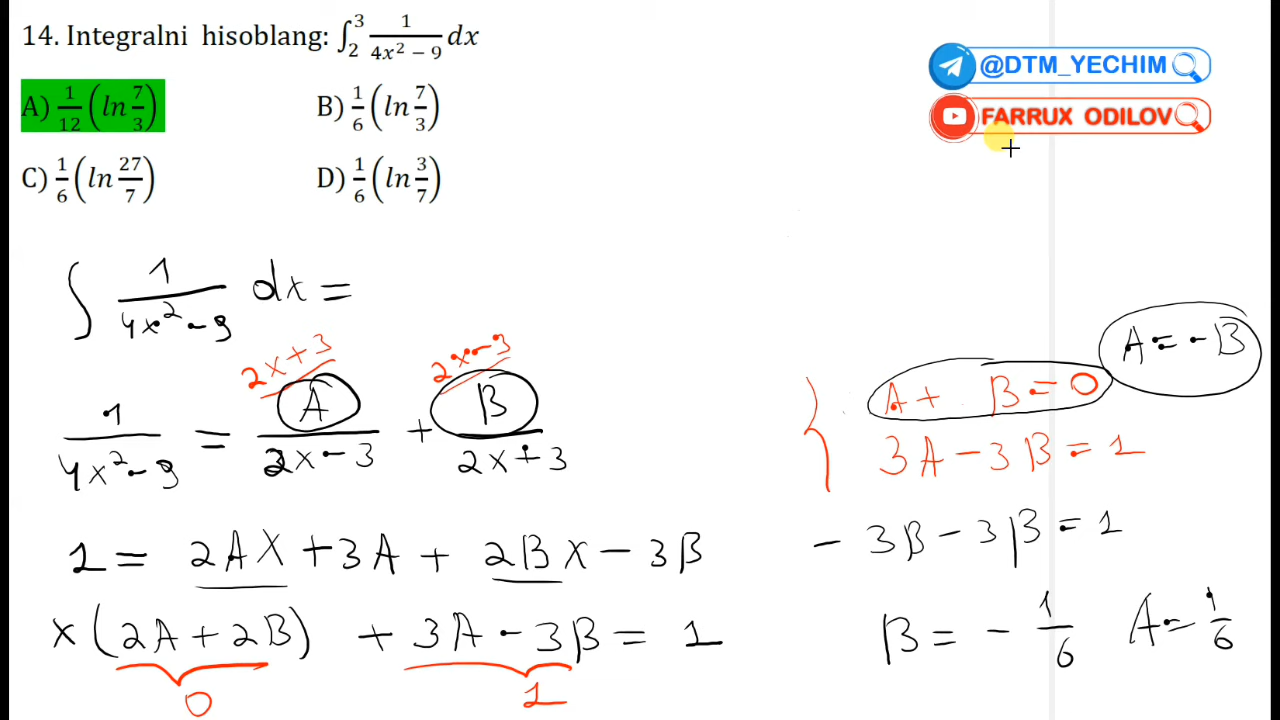 14. Integralni hisoblang: ∫₂³ 1/(4x² − 9) dx
A) 1/12 (ln 7/3) B) 1/6 (ln 7/3)
C) 1/6 (ln 27/7) D) 1/6 (ln 3/7)
@DTM_YECHIM
FARRUX ODILOV
∫ 1/(4x² - 9) dx =
2x+3 2x-3
1/(4x² - 9) = A/(2x - 3) + B/(2x + 3)
1 = 2Ax + 3A + 2Bx - 3B
x(2A + 2B) + 3A - 3B = 1
0 1
A = -B
A + B = 0
3A - 3B = 1
- 3B - 3B = 1
B = - 1/6 A = 1/6